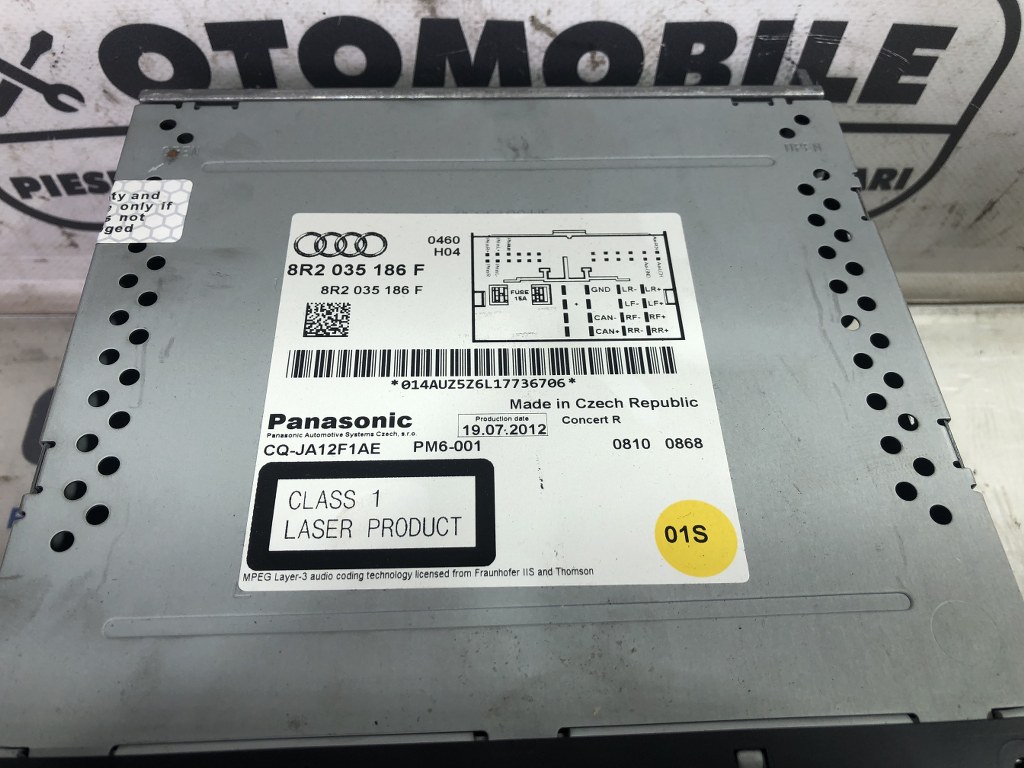 OTOMOBILE
PIESE
ARI
ty and
only if
s not
ged
0460
H04
8R2 035 186 F
8R2 035 186 F
GND LR- LR+
FUSE
15A
+ LF- LF+
CAN- RF- RF+
CAN+ RR- RR+
*014AUZ5Z6L17736706*
Made in Czech Republic
Panasonic
Panasonic Automotive Systems Czech, s.r.o.
Production date
19.07.2012
Concert R
CQ-JA12F1AE PM6-001
0810 0868
CLASS 1
LASER PRODUCT
01S
MPEG Layer-3 audio coding technology licensed from Fraunhofer IIS and Thomson